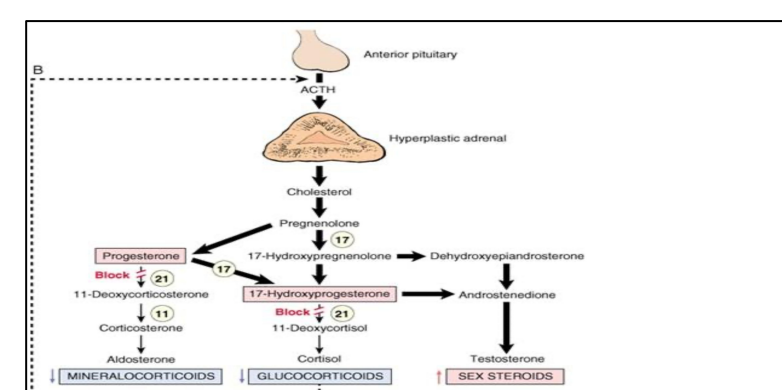 Anterior pituitary
B
ACTH
Hyperplastic adrenal
Cholesterol
Pregnenolone
17
Progesterone
17-Hydroxypregnenolone
Dehydroepiandrosterone
Block
21
17
11-Deoxycorticosterone
17-Hydroxyprogesterone
Androstenedione
11
Block
21
Corticosterone
11-Deoxycortisol
Aldosterone
Cortisol
Testosterone
↓ MINERALOCORTICOIDS
↓ GLUCOCORTICOIDS
↑ SEX STEROIDS